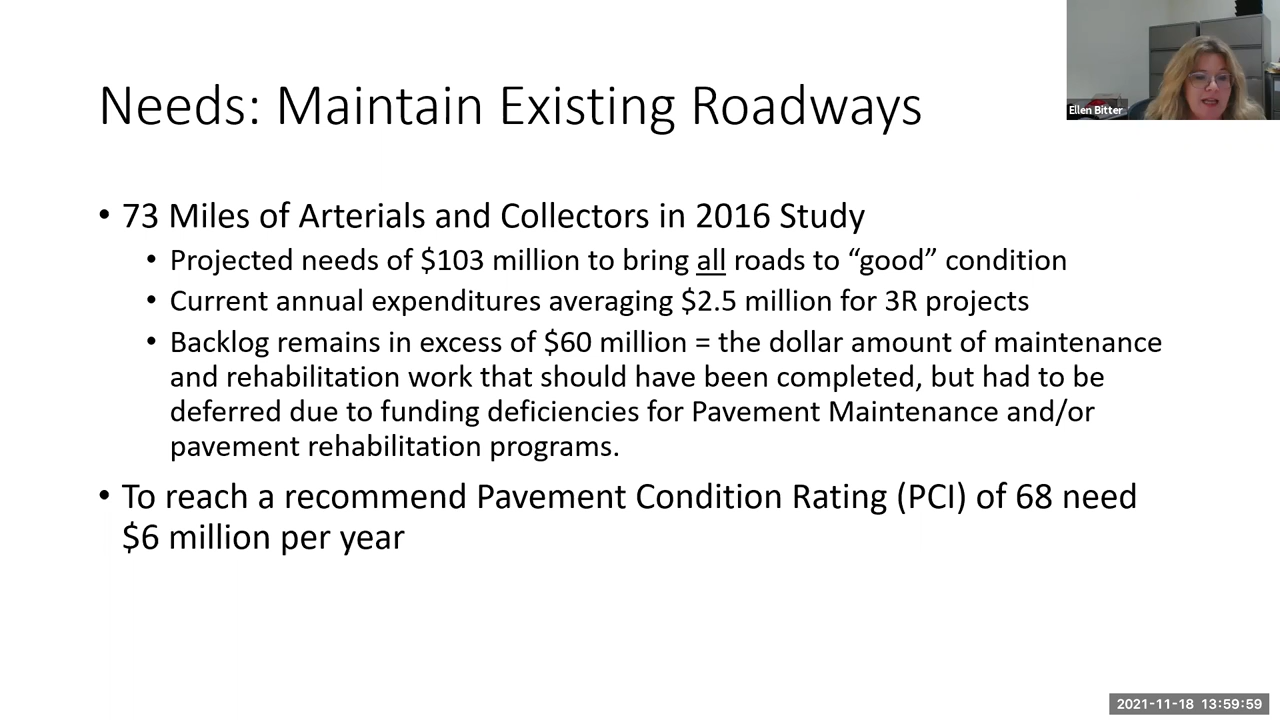 Needs: Maintain Existing Roadways
Ellen Bitter
• 73 Miles of Arterials and Collectors in 2016 Study
• Projected needs of $103 million to bring all roads to “good” condition
• Current annual expenditures averaging $2.5 million for 3R projects
• Backlog remains in excess of $60 million = the dollar amount of maintenance
and rehabilitation work that should have been completed, but had to be
deferred due to funding deficiencies for Pavement Maintenance and/or
pavement rehabilitation programs.
• To reach a recommend Pavement Condition Rating (PCI) of 68 need
$6 million per year
2021-11-18 13:59:59